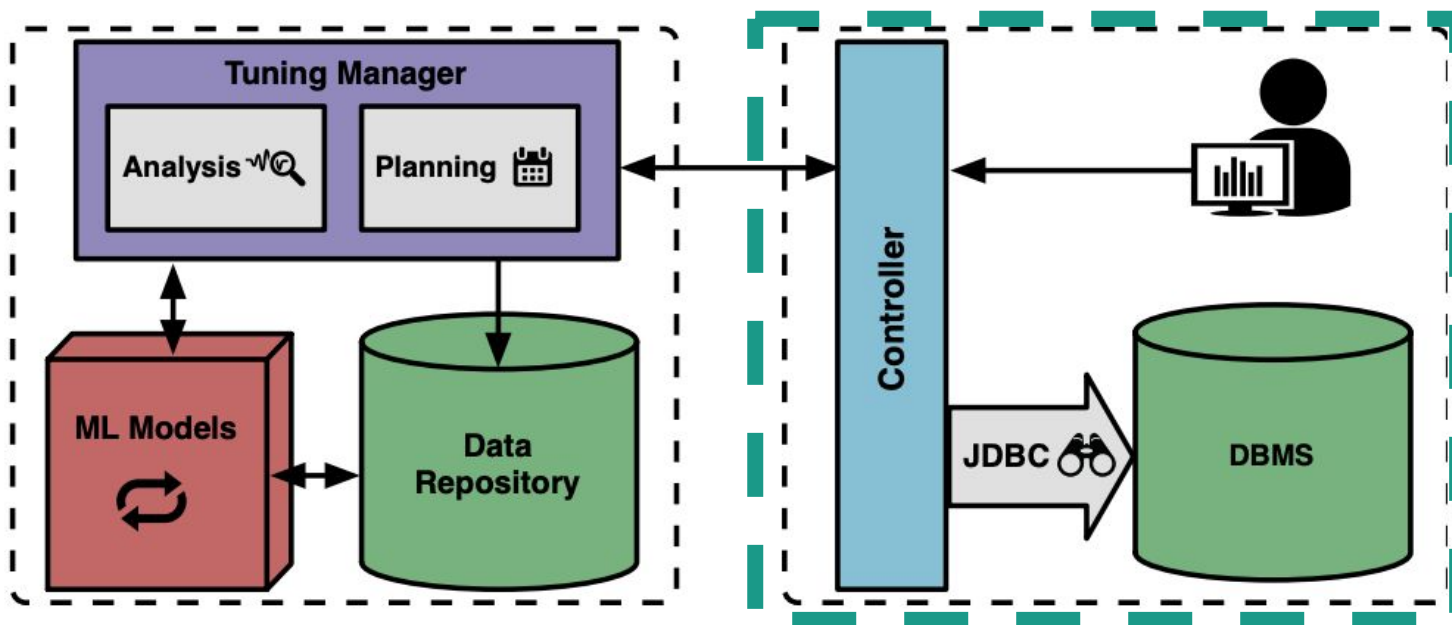 Tuning Manager
Analysis
Planning
ML Models
Data
Repository
Controller
JDBC
DBMS